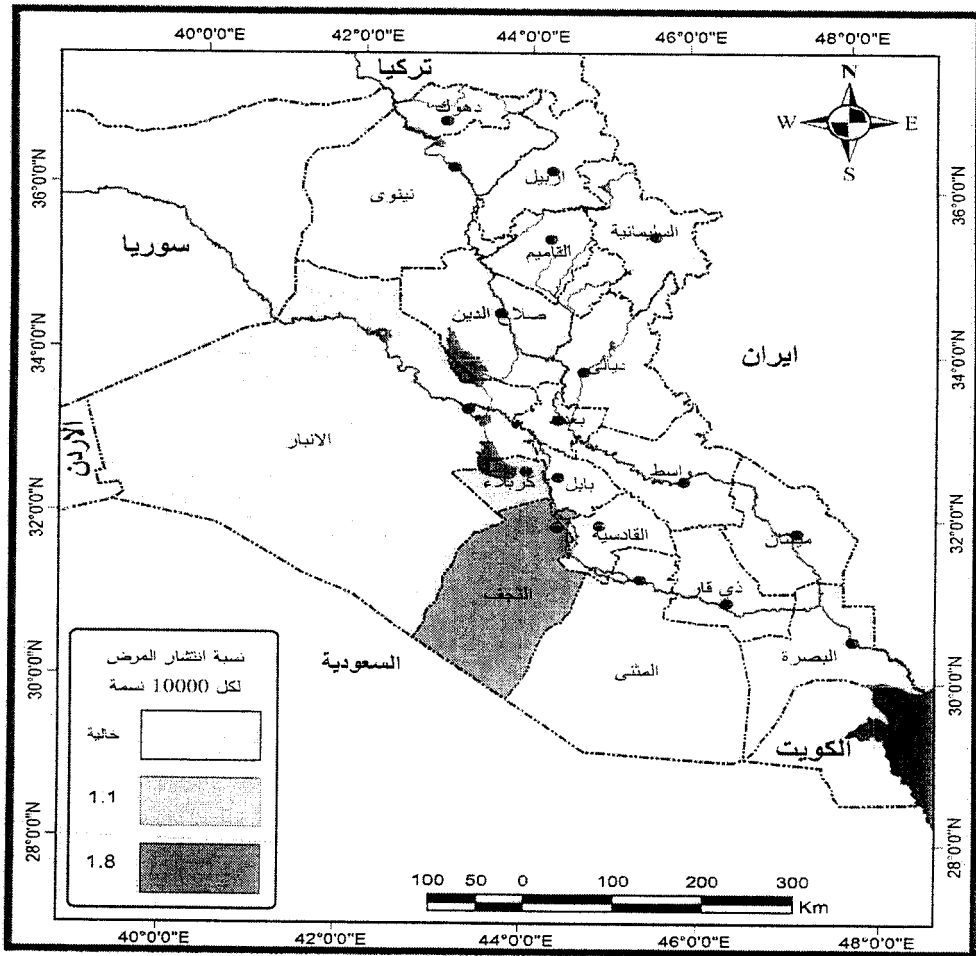 40°0'0"E 42°0'0"E 44°0'0"E 46°0'0"E 48°0'0"E
تركيا
N
W E
S
دهوك
36°0'0"N 36°0'0"N
نينوى
اربيل
السليمانية
سوريا
التاميم
صلاح الدين
34°0'0"N 34°0'0"N
ايران
ديالى
الانبار
الاردن
واسط
كربلاء
بابل
32°0'0"N 32°0'0"N
القادسية
ميسان
النجف
ذي قار
السعودية
المثنى
البصرة
30°0'0"N 30°0'0"N
الكويت
نسبة انتشار المرض
لكل 10000 نسمة
خالية
1.1
1.8
28°0'0"N 28°0'0"N
100 50 0 100 200 300
Km
40°0'0"E 42°0'0"E 44°0'0"E 46°0'0"E 48°0'0"E